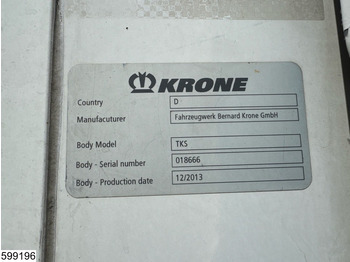 KRONE
Country D
Manufacuturer Fahrzeugwerk Bernard Krone GmbH
Body Model TKS
Body - Serial number 018666
Body - Production date 12/2013
599196